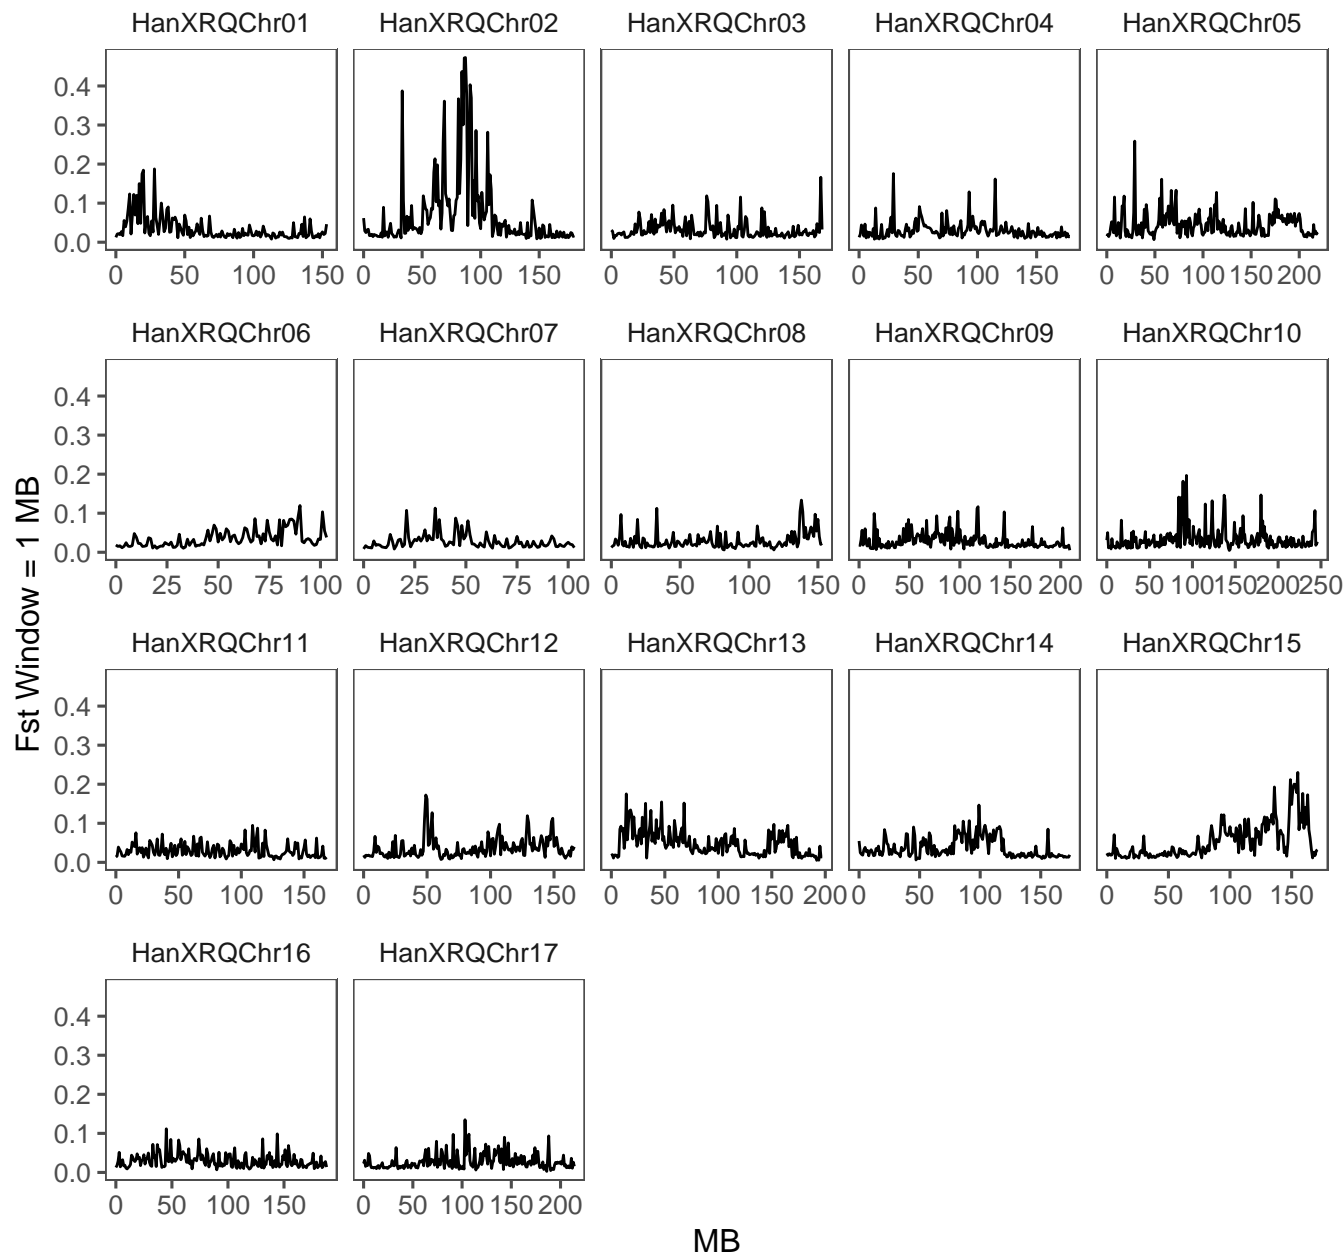 HanXRQChr01 HanXRQChr02 HanXRQChr03 HanXRQChr04 HanXRQChr05
0.4
0.3
0.2
0.1
0.0
0 50 100 150 0 50 100 150 0 50 100 150 0 50 100 150 0 50 100 150 200
HanXRQChr06 HanXRQChr07 HanXRQChr08 HanXRQChr09 HanXRQChr10
0.4
0.3
0.2
0.1
0.0
0 25 50 75 100 0 25 50 75 100 0 50 100 150 0 50 100 150 200 0 50 100 150 200 250
Fst Window = 1 MB
HanXRQChr11 HanXRQChr12 HanXRQChr13 HanXRQChr14 HanXRQChr15
0.4
0.3
0.2
0.1
0.0
0 50 100 150 0 50 100 150 0 50 100 150 200 0 50 100 150 0 50 100 150
HanXRQChr16 HanXRQChr17
0.4
0.3
0.2
0.1
0.0
0 50 100 150 0 50 100 150 200
MB